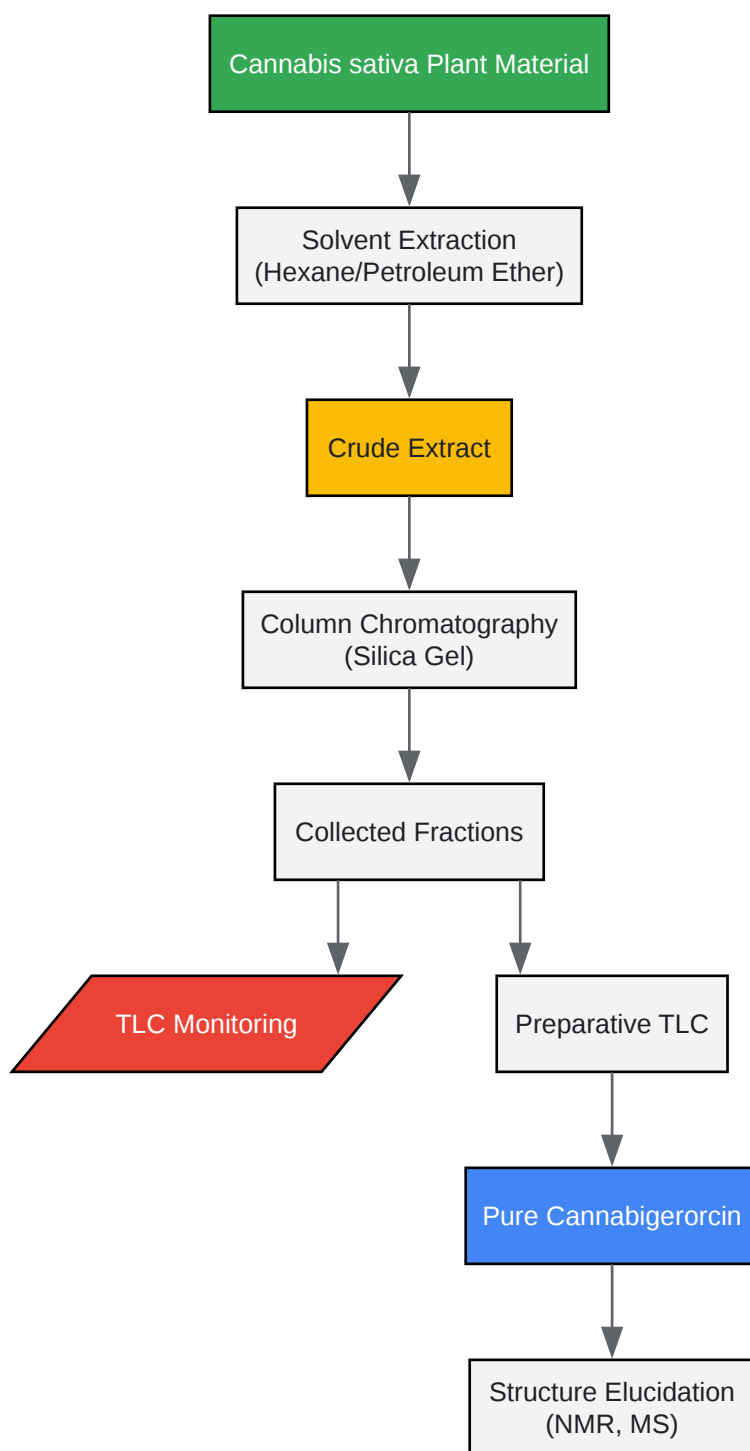 Cannabis sativa Plant Material
Solvent Extraction
(Hexane/Petroleum Ether)
Crude Extract
Column Chromatography
(Silica Gel)
Collected Fractions
TLC Monitoring
Preparative TLC
Pure Cannabigerorcin
Structure Elucidation
(NMR, MS)